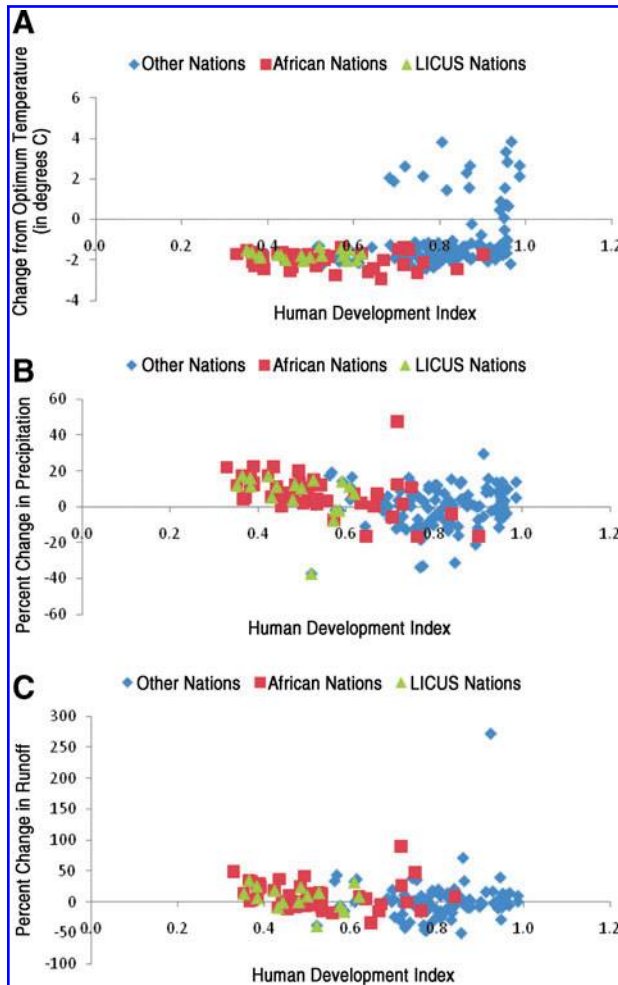 A
Other Nations African Nations LICUS Nations
Change from Optimum Temperature
(in degrees C)
6
4
2
0
-2
-4
0.0 0.2 0.4 0.6 0.8 1.0 1.2
Human Development Index
B
Other Nations African Nations LICUS Nations
Percent Change in Precipitation
60
40
20
0
-20
-40
-60
0.0 0.2 0.4 0.6 0.8 1.0 1.2
Human Development Index
C
Other Nations African Nations LICUS Nations
Percent Change in Runoff
300
250
200
150
100
50
0
-50
-100
0.0 0.2 0.4 0.6 0.8 1.0 1.2
Human Development Index